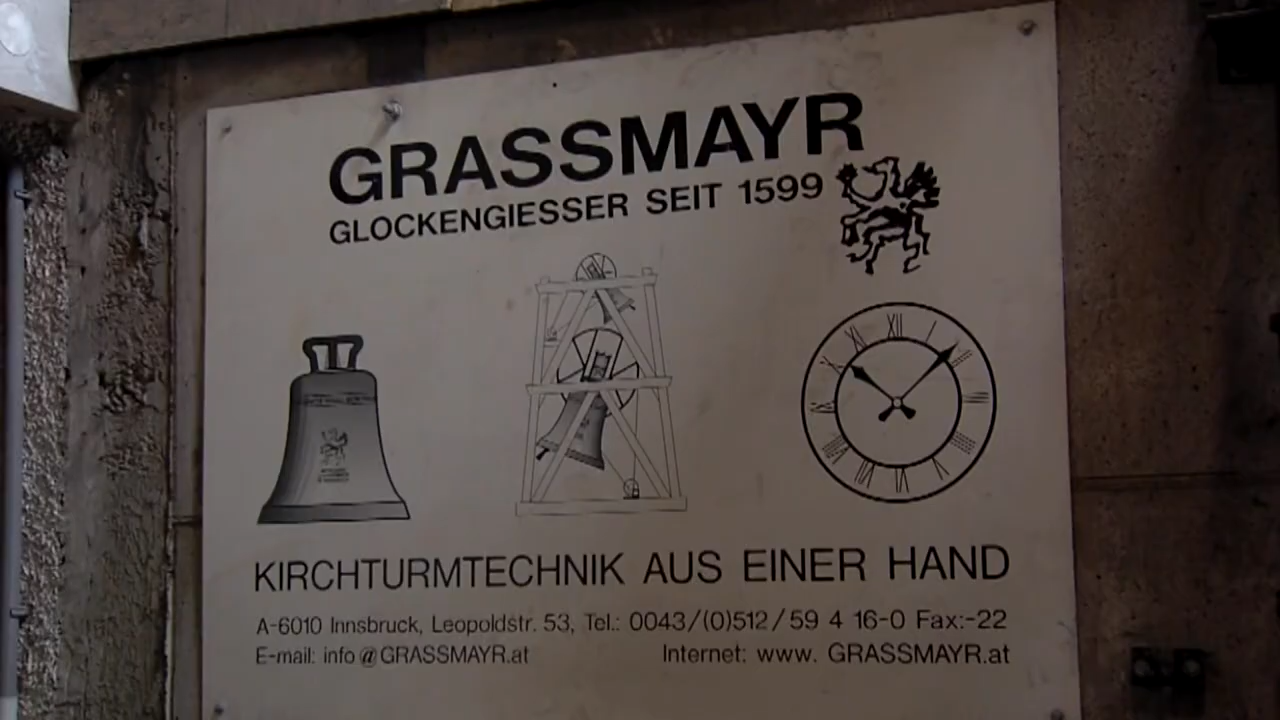 GRASSMAYR
GLOCKENGIESSER SEIT 1599
XII
KIRCHTURMTECHNIK AUS EINER HAND
A-6010 Innsbruck, Leopoldstr. 53, Tel.: 0043/(0)512/59 4 16-0 Fax:-22
E-mail: info@GRASSMAYR.at Internet: www. GRASSMAYR.at